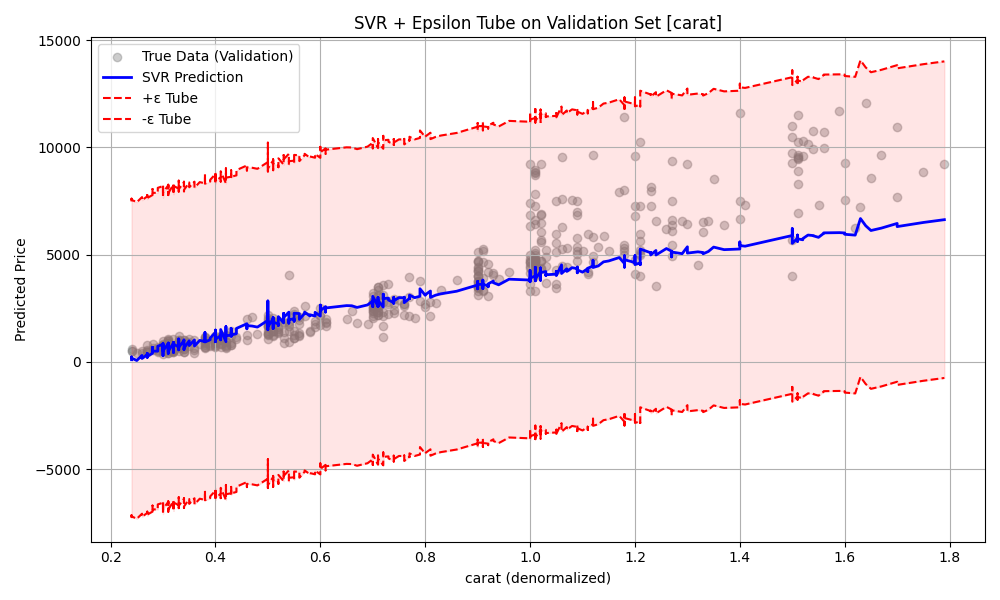 SVR + Epsilon Tube on Validation Set [carat]
True Data (Validation)
SVR Prediction
+ε Tube
-ε Tube
Predicted Price
15000
10000
5000
0
−5000
0.2 0.4 0.6 0.8 1.0 1.2 1.4 1.6 1.8
carat (denormalized)